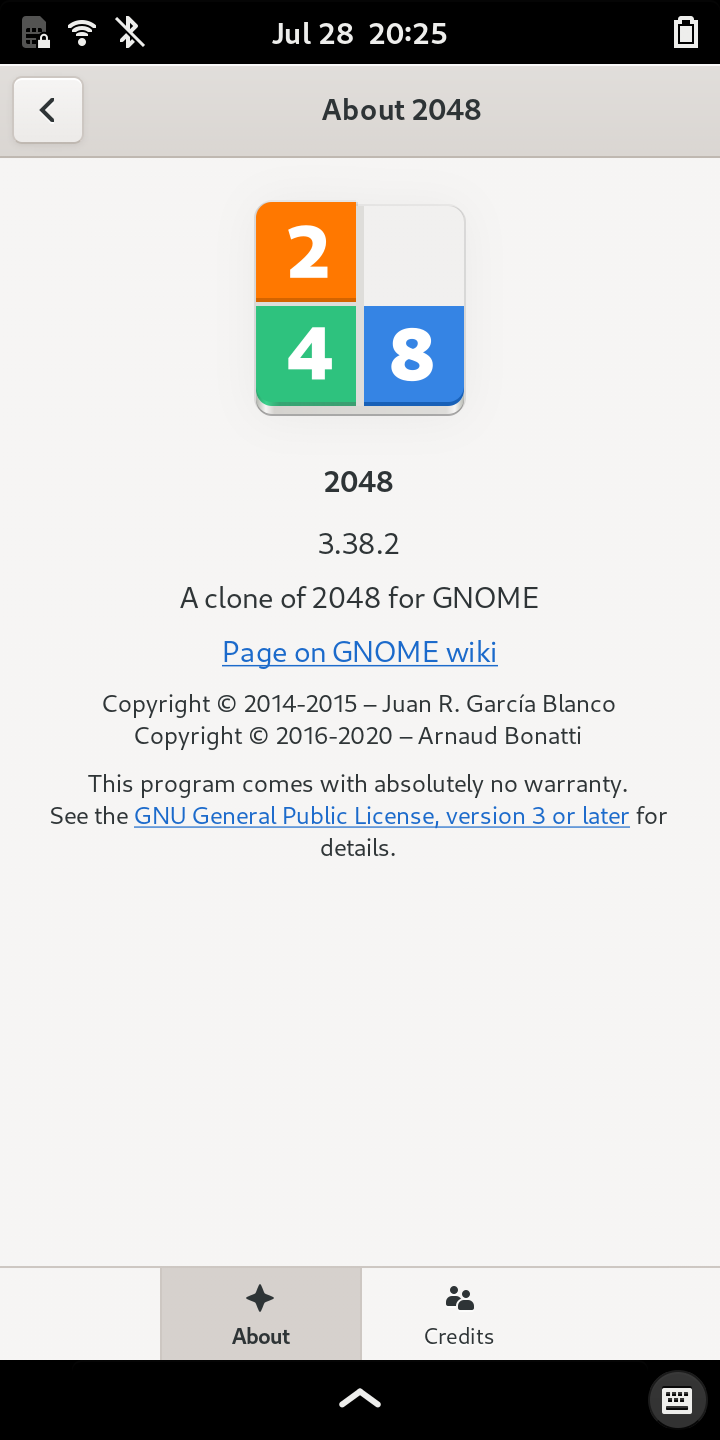 Jul 28 20:25
About 2048
2
4 8
2048
3.38.2
A clone of 2048 for GNOME
Page on GNOME wiki
Copyright © 2014-2015 – Juan R. García Blanco
Copyright © 2016-2020 – Arnaud Bonatti
This program comes with absolutely no warranty.
See the GNU General Public License, version 3 or later for
details.
About Credits